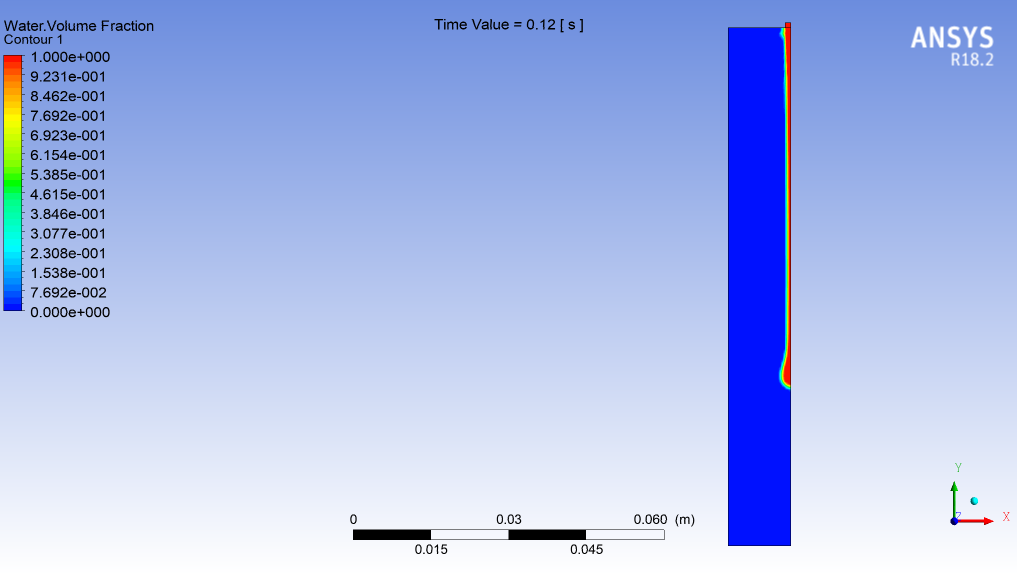 Water.Volume Fraction
Contour 1
1.000e+000
9.231e-001
8.462e-001
7.692e-001
6.923e-001
6.154e-001
5.385e-001
4.615e-001
3.846e-001
3.077e-001
2.308e-001
1.538e-001
7.692e-002
0.000e+000
Time Value = 0.12 [ s ]
ANSYS
R18.2
0 0.03 0.060 (m)
0.015 0.045
Y
Z X